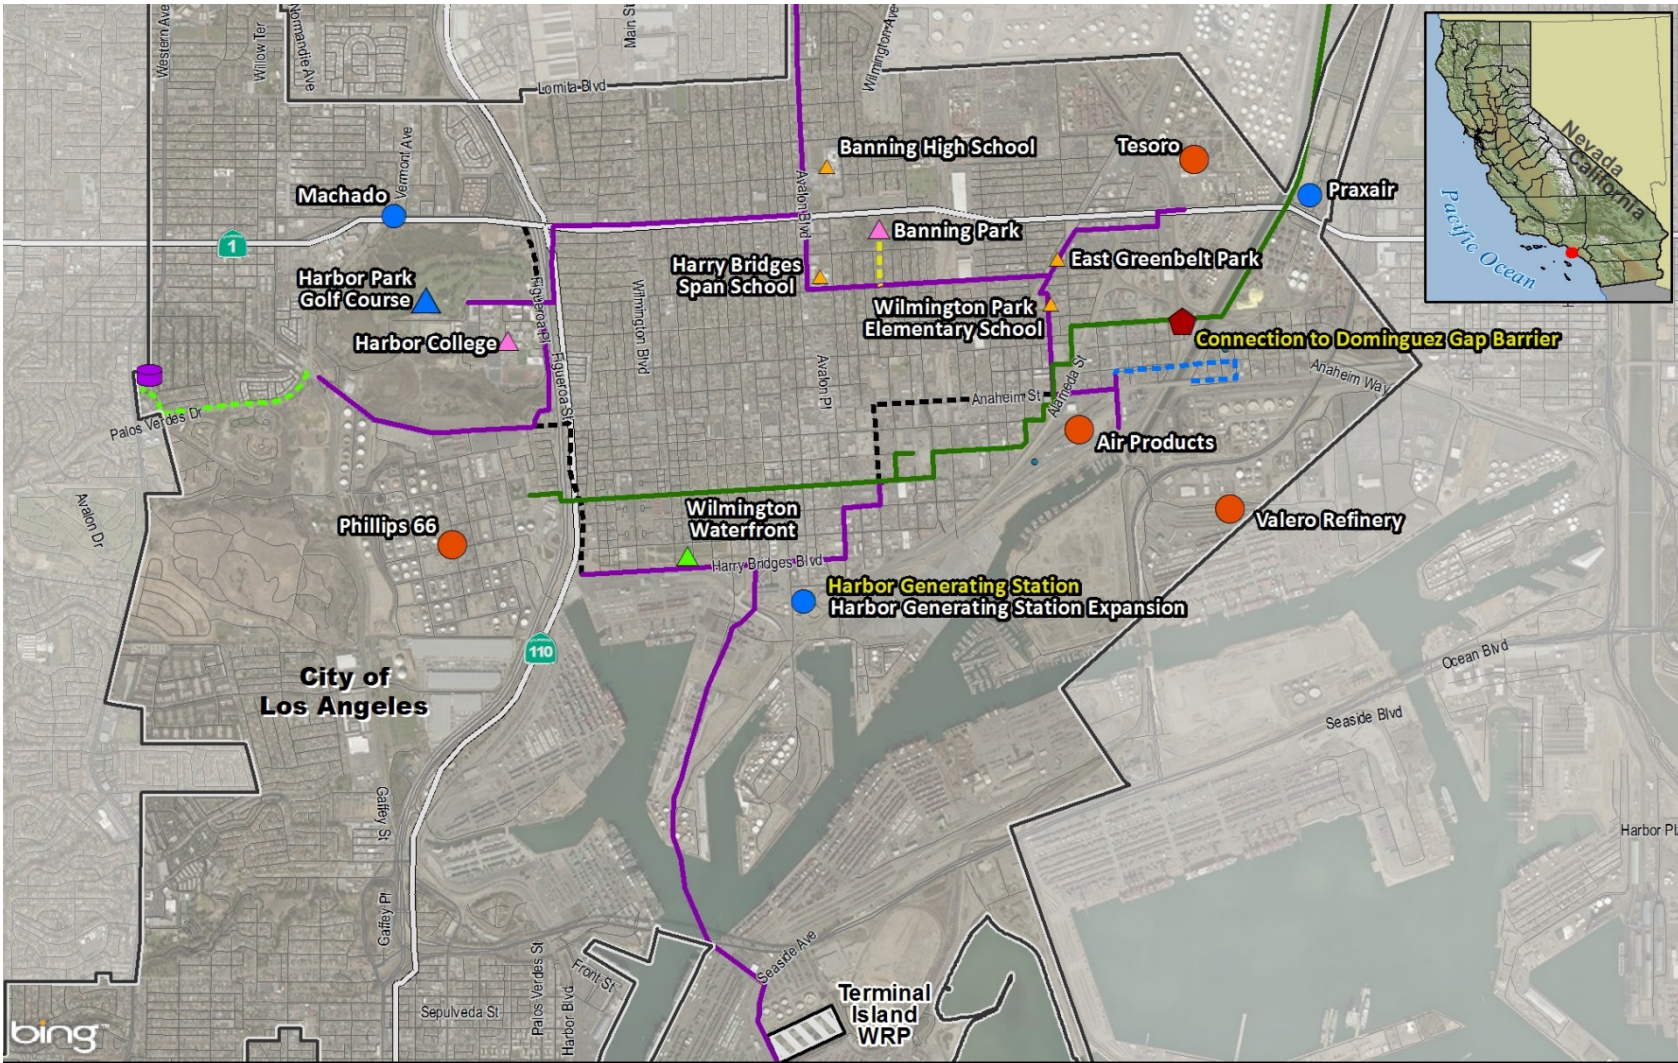 Western Ave
Willow Ter
Normandie Ave
Main St
Wilmington Ave
Lomita Blvd
Vermont Ave
Banning High School
Tesoro
Nevada
California
Pacific Ocean
Machado
Praxair
1
Avalon Blvd
Banning Park
Harry Bridges
Span School
East Greenbelt Park
Harbor Park
Golf Course
Figueroa Pl
Wilmington Blvd
Wilmington Park
Elementary School
Harbor College
Connection to Dominguez Gap Barrier
Figueroa St
Avalon Pl
Alameda St
Anaheim Way
Anaheim St
Palos Verdes Dr
Air Products
Avalon Dr
Phillips 66
Wilmington
Waterfront
Valero Refinery
Harry Bridges Blvd
Harbor Generating Station
Harbor Generating Station Expansion
110
City of
Los Angeles
Ocean Blvd
Seaside Blvd
Gaffey St
Harbor Pl
Gaffey Pl
Palos Verdes St
Harbor Blvd
Front St
Seaside Ave
Sepulveda St
Terminal
Island
WRP
bing